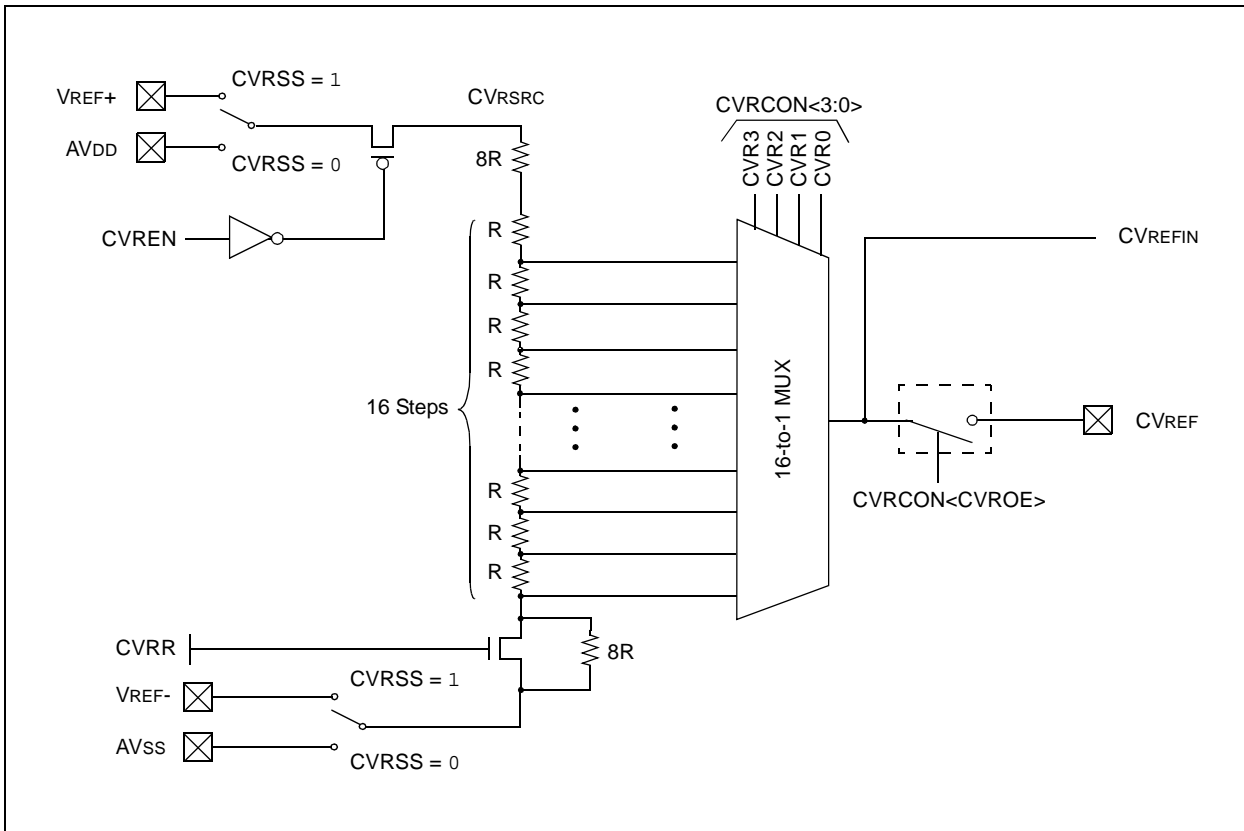 VREF+
CVRSS = 1
AVDD
CVRSS = 0
CVRSRC
8R
CVREN
R
R
R
R
16 Steps
R
R
R
CVRCON<3:0>
CVR3
CVR2
CVR1
CVR0
16-to-1 MUX
CVREFIN
CVREF
CVRCON<CVROE>
CVRR
8R
VREF-
CVRSS = 1
AVSS
CVRSS = 0